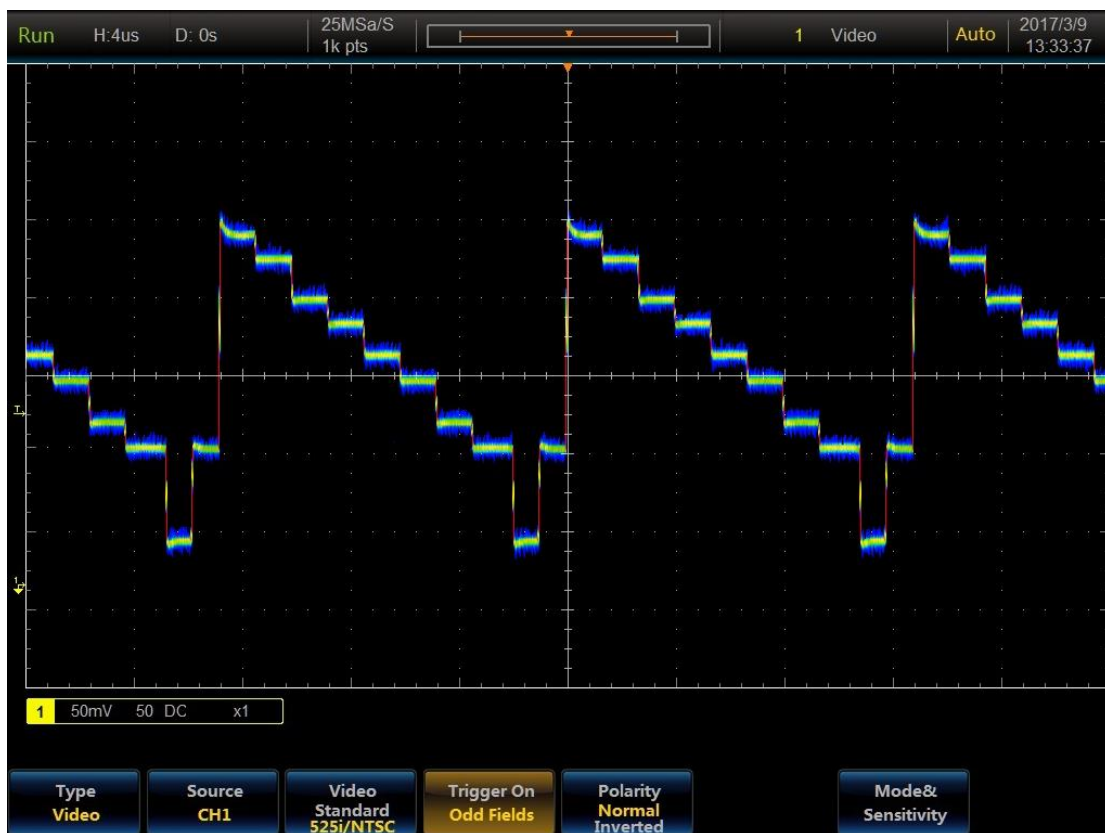 Run H:4us D: 0s 25MSa/S 1 Video Auto 2017/3/9
1k pts 13:33:37
T
1
1 50mV 50 DC x1
Type Source Video Trigger On Polarity Mode&
Video CH1 Standard Odd Fields Normal Sensitivity
525i/NTSC Inverted